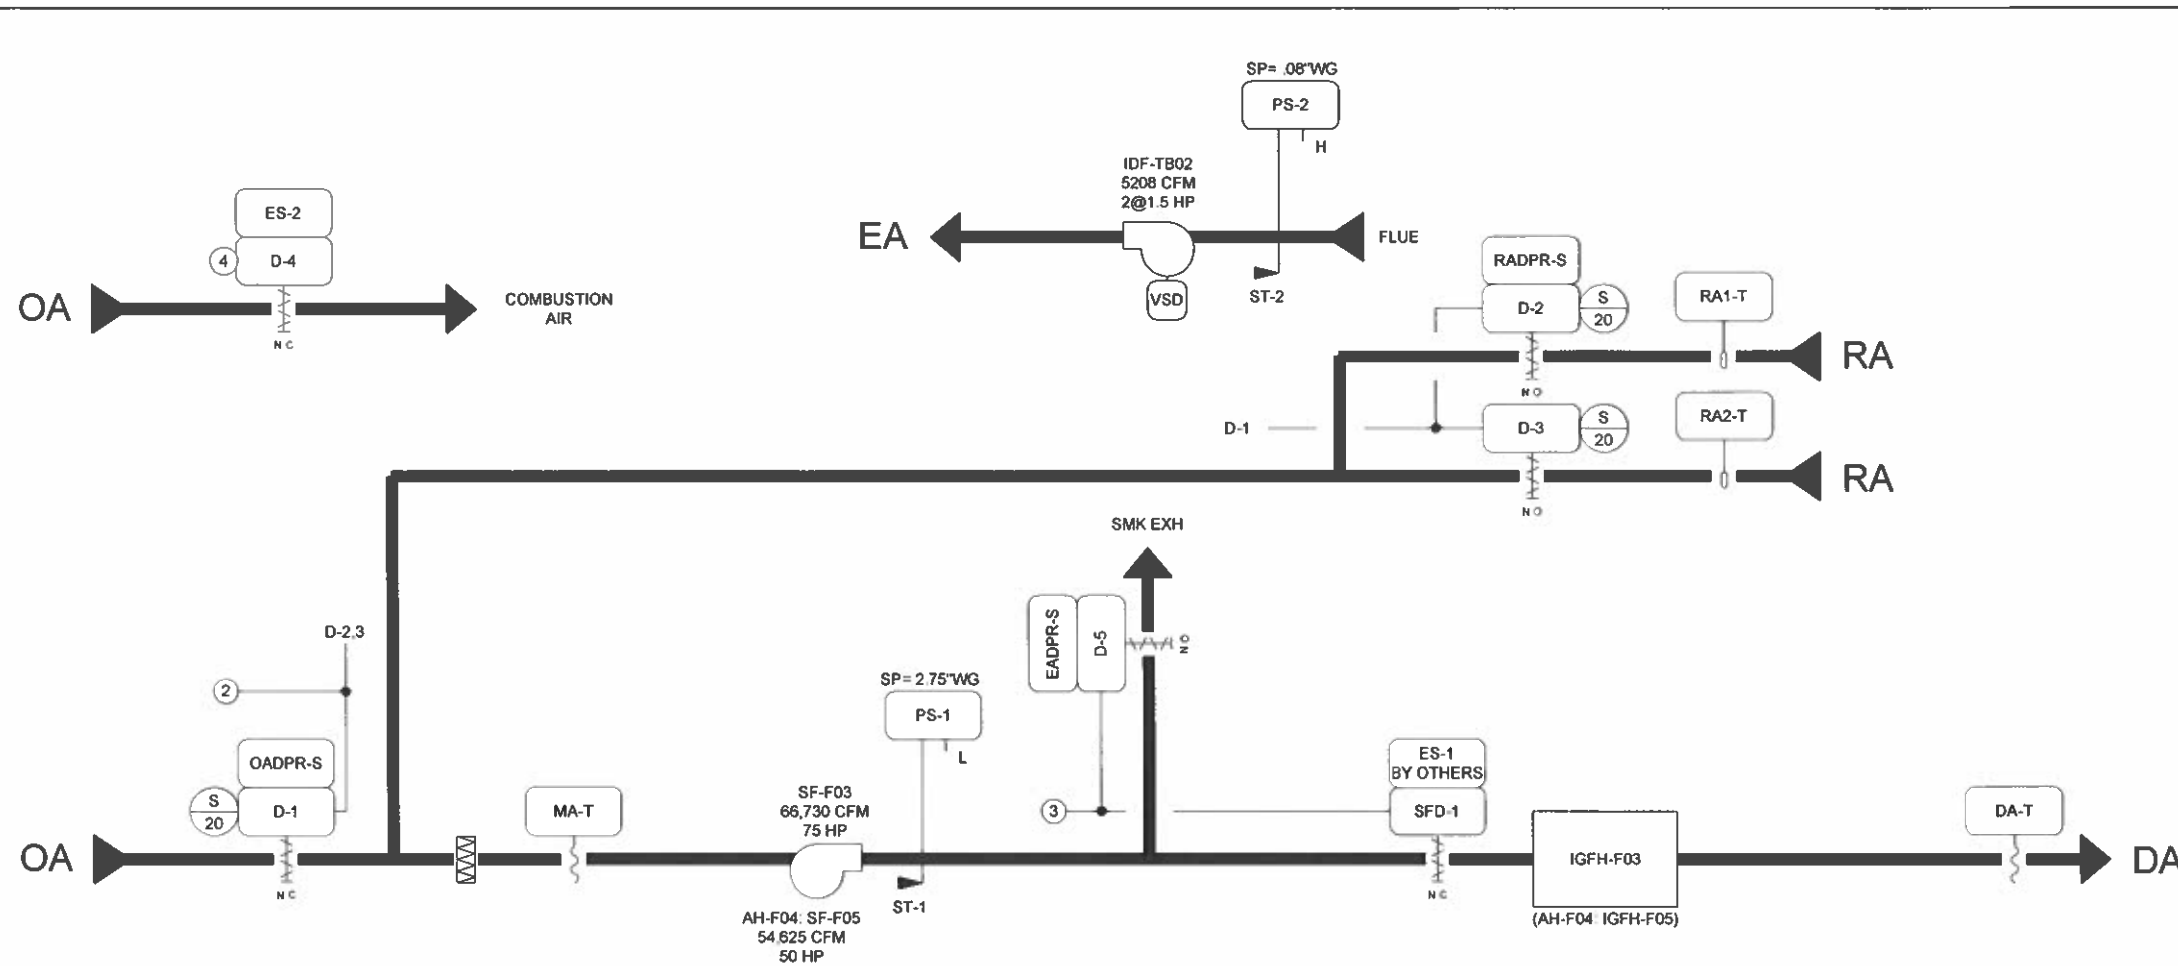 SP= .08"WG
PS-2
H
IDF-TB02
5208 CFM
2@1.5 HP
ES-2
4
D-4
EA
FLUE
RADPR-S
VSD
ST-2
OA
COMBUSTION
AIR
NC
D-2
S
20
RA1-T
RA
NO
D-1
D-3
S
20
RA2-T
RA
NO
SMK EXH
D-2,3
EADPR-S
D-5
NO
2
SP= 2.75"WG
PS-1
L
OADPR-S
ES-1
BY OTHERS
S
20
D-1
MA-T
SF-F03
66,730 CFM
75 HP
3
SFD-1
DA-T
OA
IGFH-F03
DA
NC
ST-1
NC
AH-F04: SF-F05
54,625 CFM
50 HP
(AH-F04: IGFH-F05)